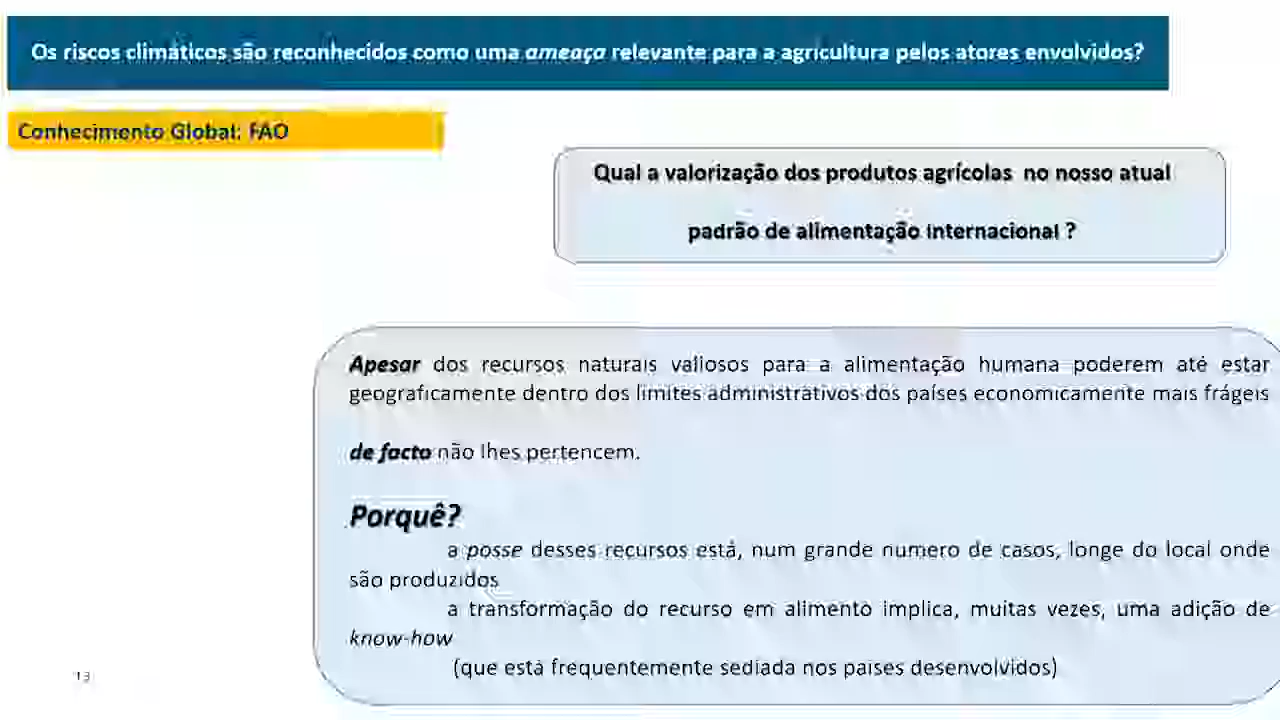 Os riscos climáticos são reconhecidos como uma ameaça relevante para a agricultura pelos atores envolvidos?
Conhecimento Global: FAO
Qual a valorização dos produtos agrícolas no nosso atual
padrão de alimentação internacional ?
Apesar dos recursos naturais valiosos para a alimentação humana poderem até estar
geograficamente dentro dos limites administrativos dos países economicamente mais frágeis
de facto não lhes pertencem.
Porquê?
a posse desses recursos está, num grande numero de casos, longe do local onde
são produzidos
a transformação do recurso em alimento implica, muitas vezes, uma adição de
know-how
(que está frequentemente sediada nos países desenvolvidos)
13